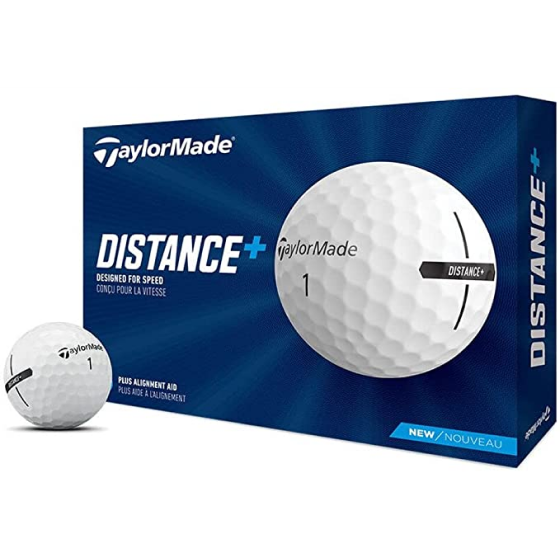 TaylorMade®
DISTANCE+
DESIGNED FOR SPEED
CONÇU POUR LA VITESSE
PLUS ALIGNMENT AID
PLUS AIDE À L'ALIGNEMENT
TaylorMade
1
DISTANCE+
NEW/NOUVEAU
DISTANCE+
TaylorMade
TaylorMade
1